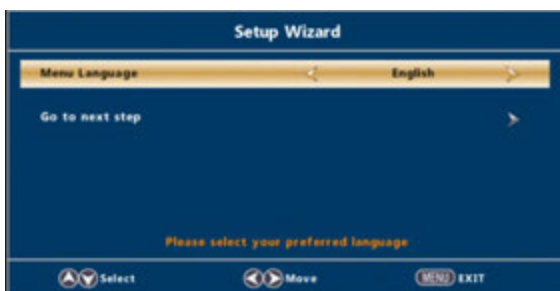 Setup Wizard
Menu Language English
Go to next step
Please select your preferred language
Select Move MENU EXIT